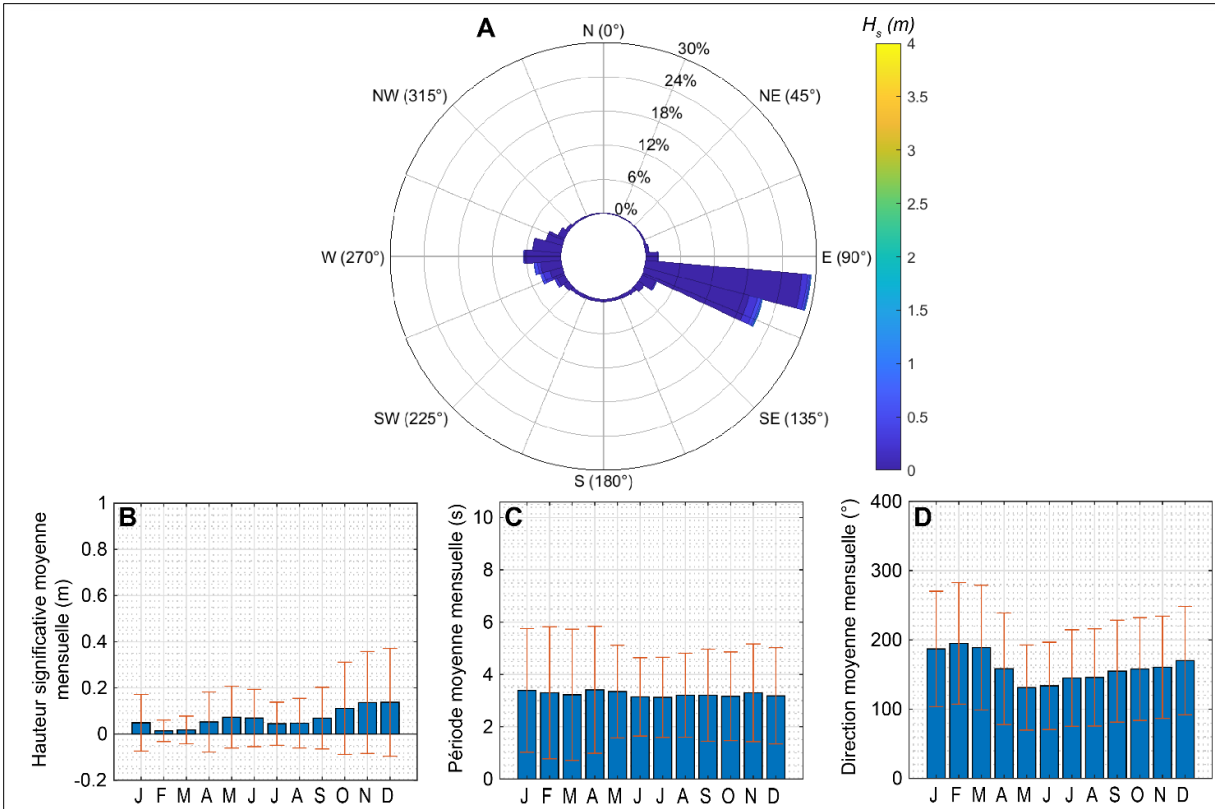 A
N (0°)
H_s (m)
30%
24%
18%
12%
6%
0%
NW (315°)
NE (45°)
W (270°)
E (90°)
SW (225°)
SE (135°)
S (180°)
4
3.5
3
2.5
2
1.5
1
0.5
0
B
Hauteur significative moyenne
mensuelle (m)
1
0.8
0.6
0.4
0.2
0
-0.2
J F M A M J J A S O N D
C
Période moyenne mensuelle (s)
10
8
6
4
2
0
J F M A M J J A S O N D
D
Direction moyenne mensuelle (°)
400
300
200
100
0
J F M A M J J A S O N D